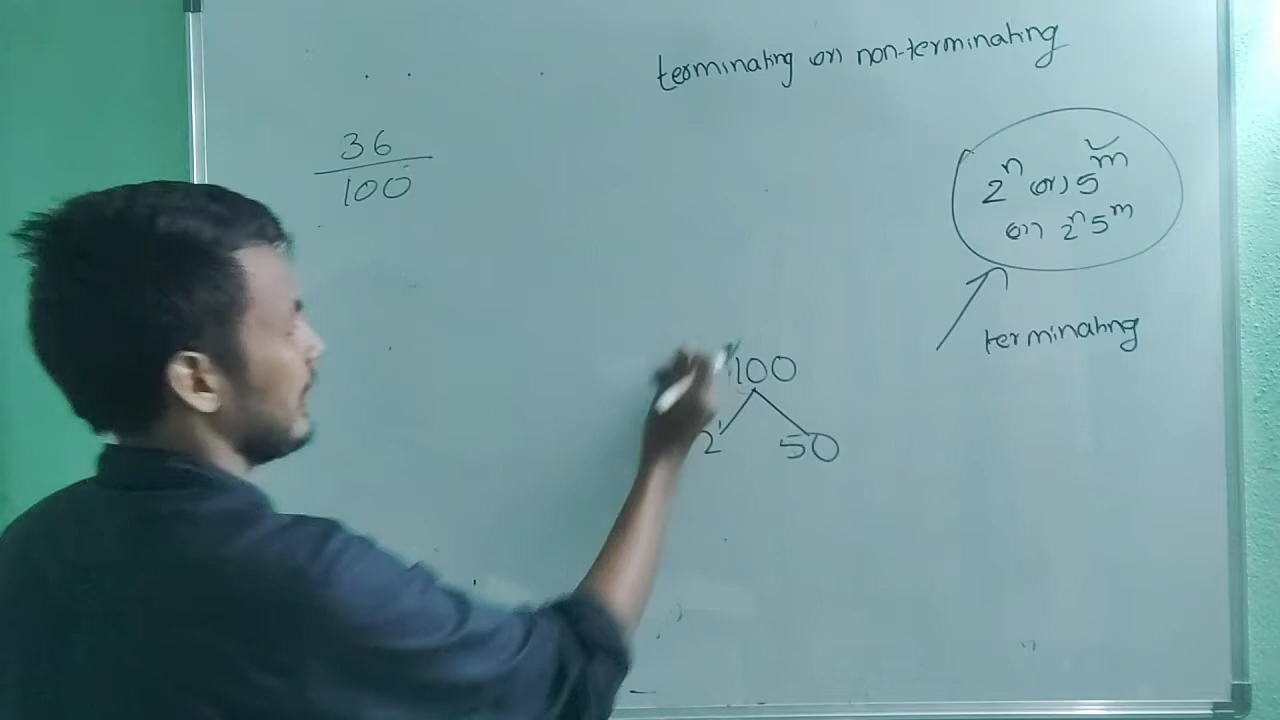 terminating or non-terminating
36
100
2ⁿ (or) 5ᵐ
or 2ⁿ5ᵐ
terminating
100
2 50